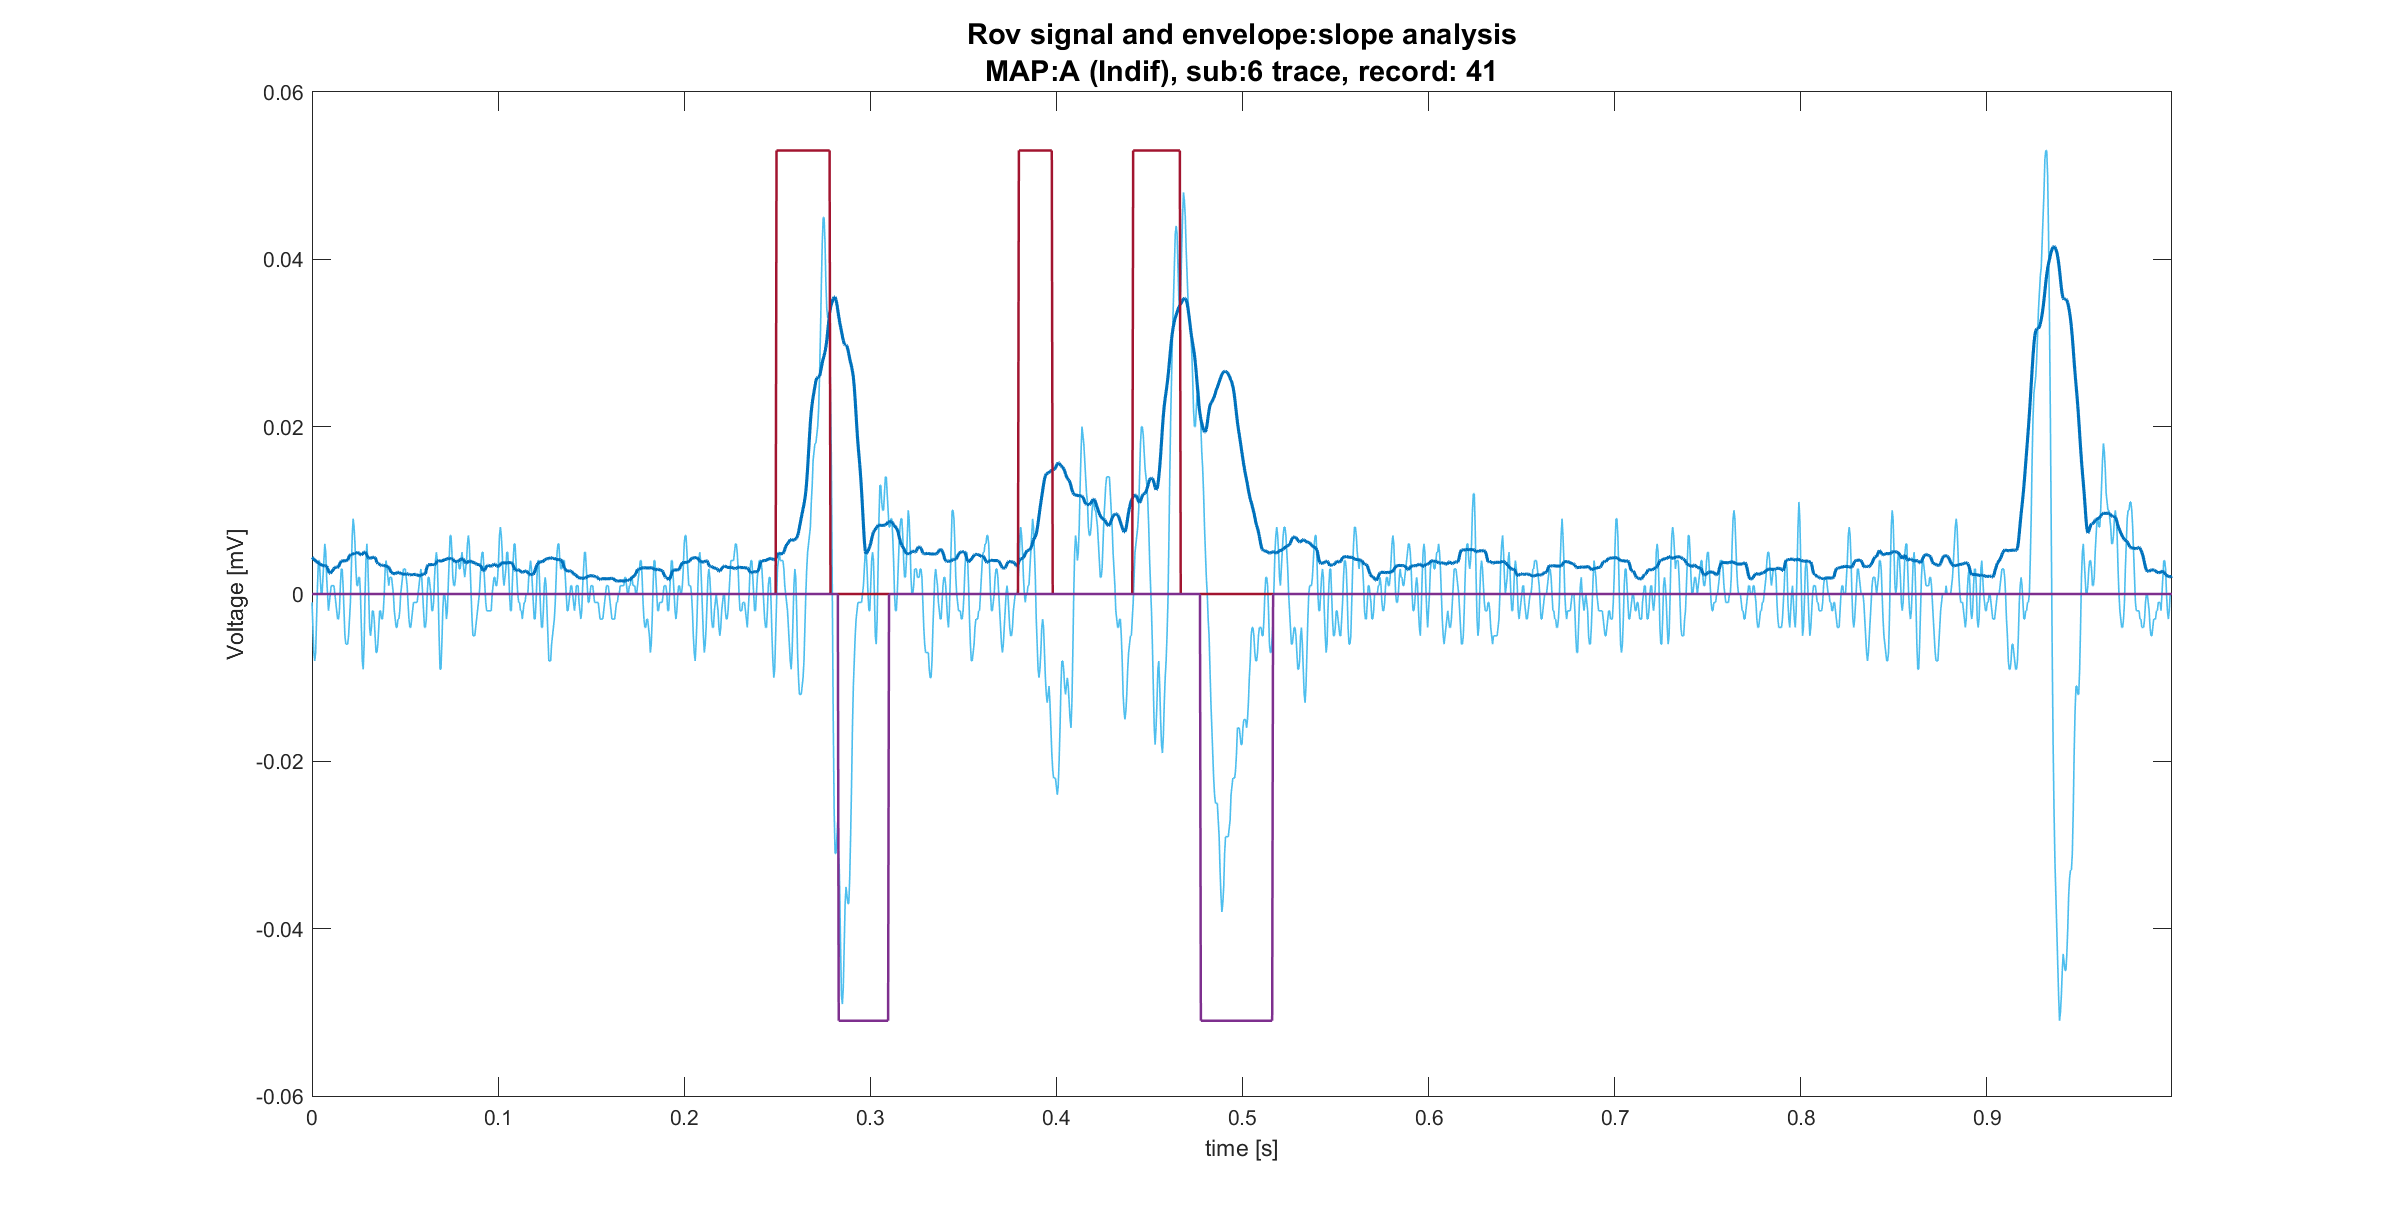 Rov signal and envelope:slope analysis
MAP:A (Indif), sub:6 trace, record: 41
0.06
0.04
0.02
0
-0.02
-0.04
-0.06
Voltage [mV]
0 0.1 0.2 0.3 0.4 0.5 0.6 0.7 0.8 0.9
time [s]